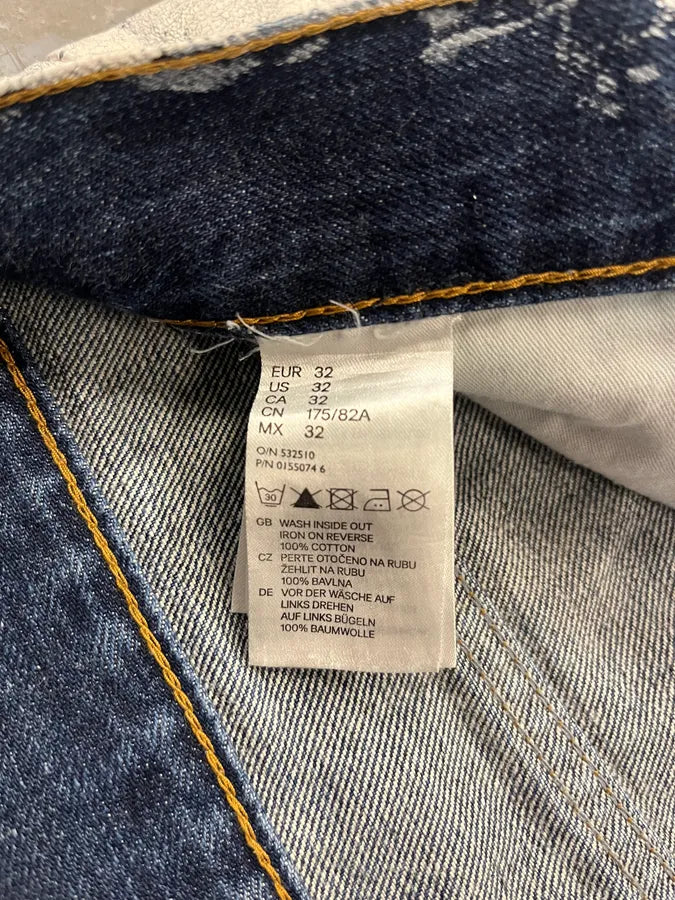 EUR 32
US 32
CA 32
CN 175/82A
MX 32
O/N 532510
P/N 0155074 6
30
GB WASH INSIDE OUT
IRON ON REVERSE
100% COTTON
CZ PERTE OTOČENO NA RUBU
ŽEHLIT NA RUBU
100% BAVLNA
DE VOR DER WÄSCHE AUF
LINKS DREHEN
AUF LINKS BÜGELN
100% BAUMWOLLE